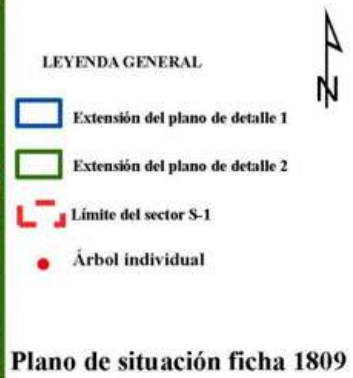 N
LEYENDA GENERAL
Extensión del plano de detalle 1
Extensión del plano de detalle 2
Límite del sector S-1
Árbol individual
Plano de situación ficha 1809